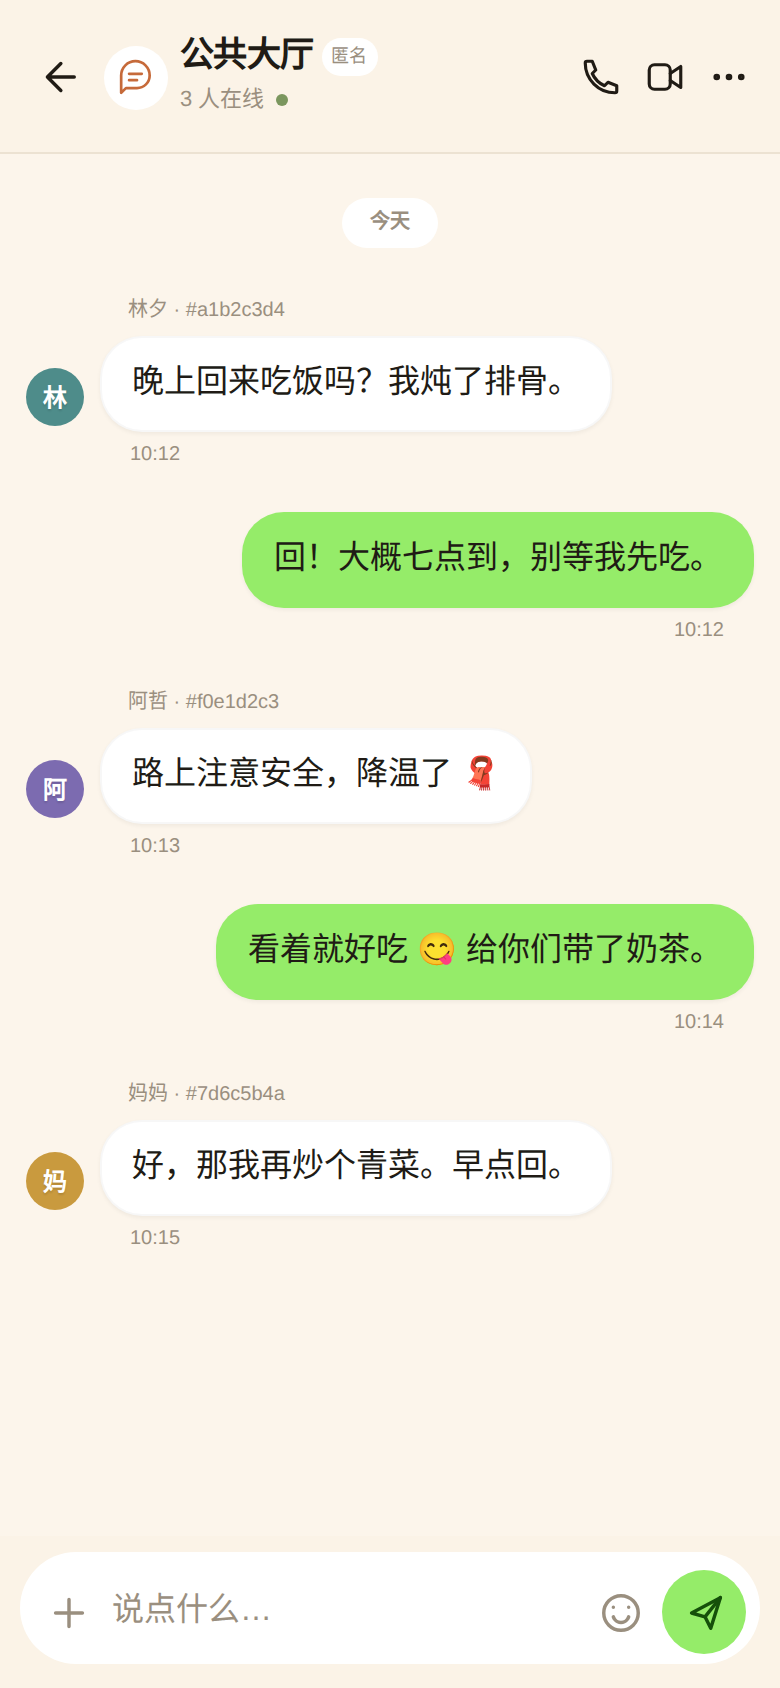 公共大厅 匿名
3 人在线
今天
林夕 · #a1b2c3d4
林
晚上回来吃饭吗？我炖了排骨。
10:12
回！大概七点到，别等我先吃。
10:12
阿哲 · #f0e1d2c3
阿
路上注意安全，降温了 🧣
10:13
看着就好吃 😋 给你们带了奶茶。
10:14
妈妈 · #7d6c5b4a
妈
好，那我再炒个青菜。早点回。
10:15
说点什么…